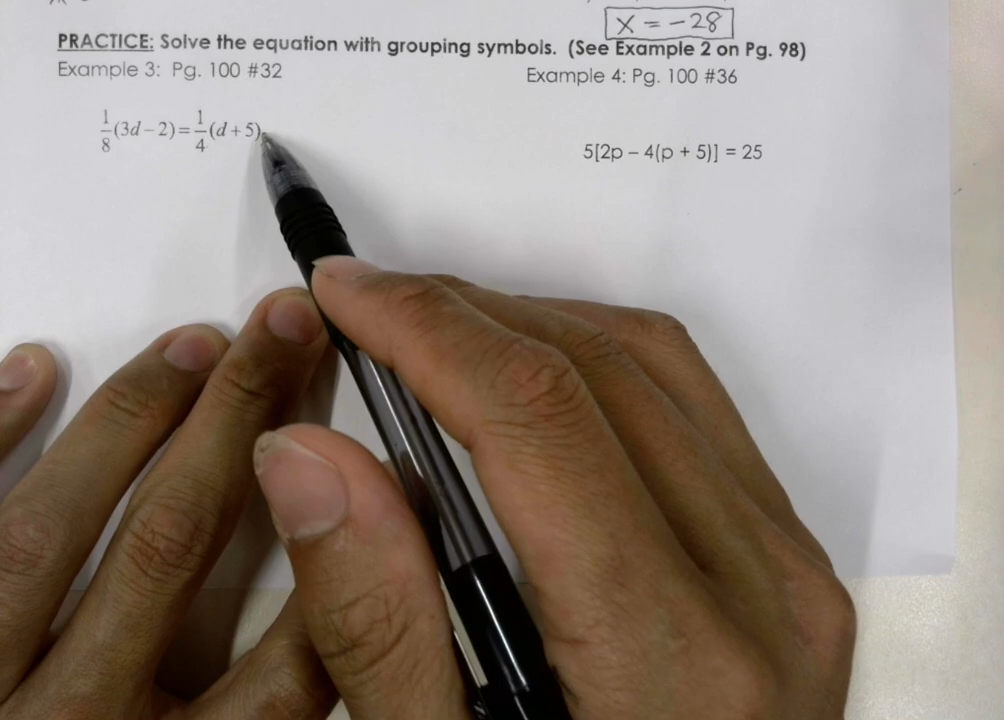 x = -28
PRACTICE: Solve the equation with grouping symbols. (See Example 2 on Pg. 98)
Example 3: Pg. 100 #32
Example 4: Pg. 100 #36
1/8(3d-2)=1/4(d+5)
5[2p – 4(p + 5)] = 25